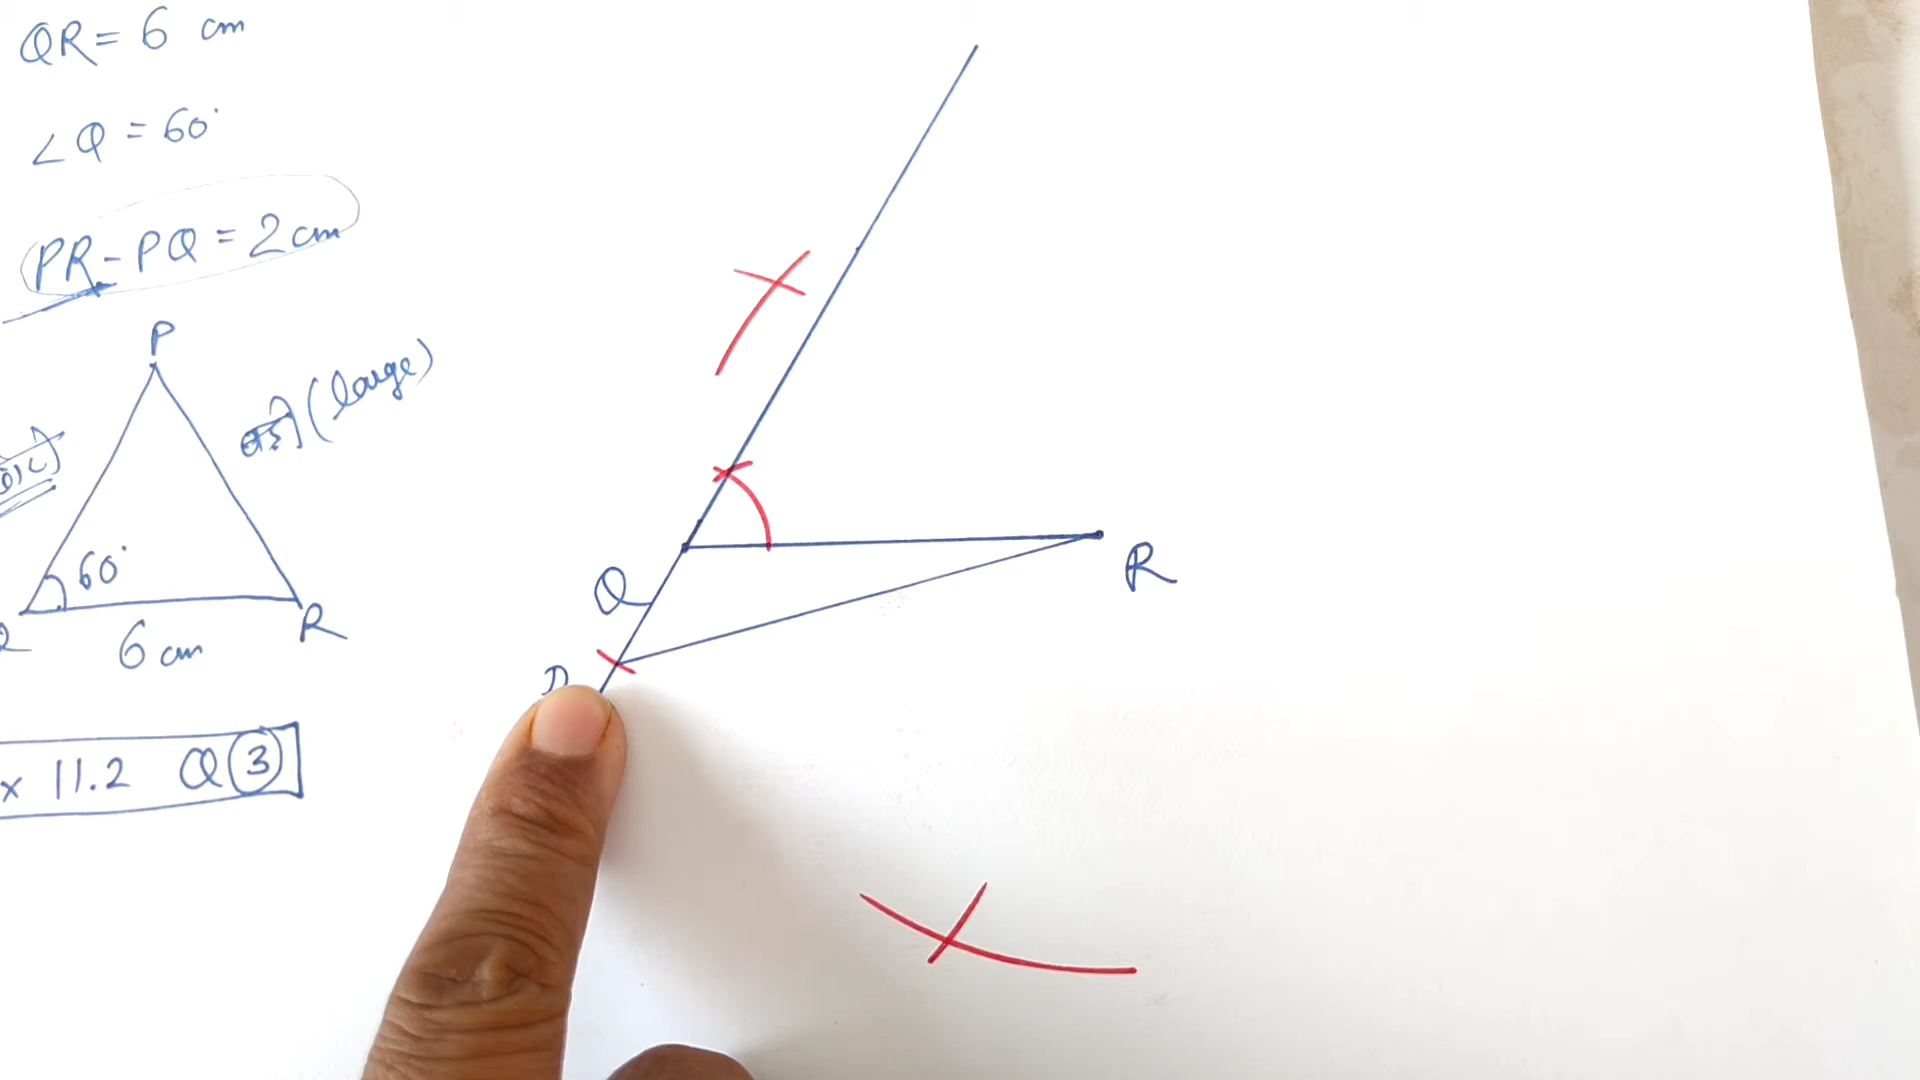 QR = 6 cm
∠Q = 60°
PR - PQ = 2 cm
P
बड़ी (large)
60°
6 cm
R
x 11.2 Q 3
Q
R
D